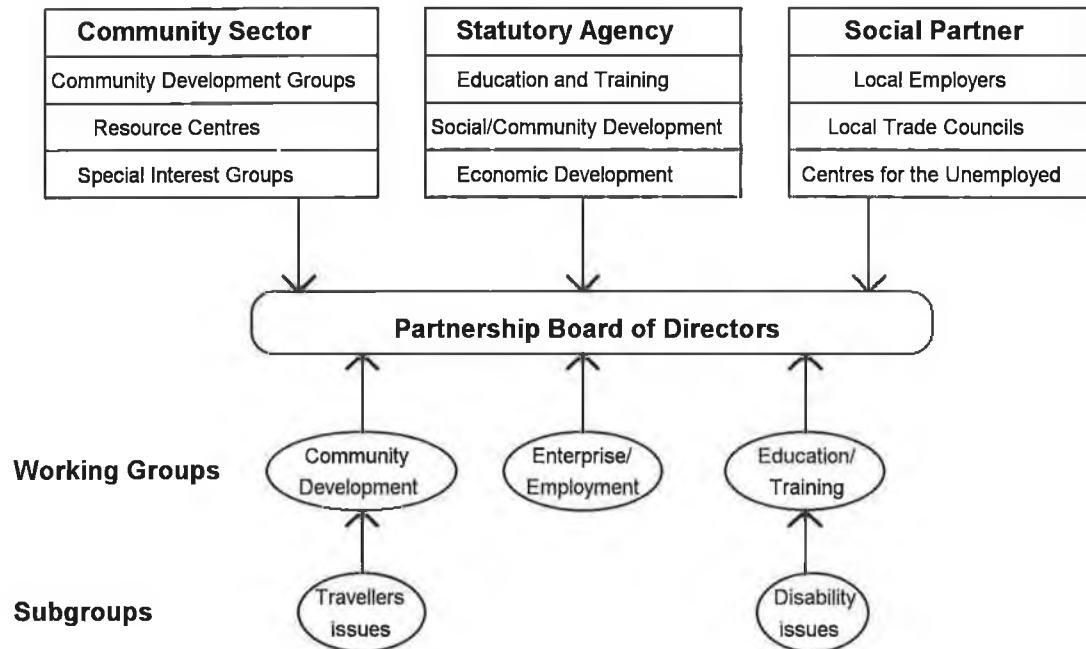 Community Sector
Community Development Groups
Resource Centres
Special Interest Groups
Statutory Agency
Education and Training
Social/Community Development
Economic Development
Social Partner
Local Employers
Local Trade Councils
Centres for the Unemployed
Partnership Board of Directors
Working Groups
Community
Development
Enterprise/
Employment
Education/
Training
Subgroups
Travellers
issues
Disability
issues